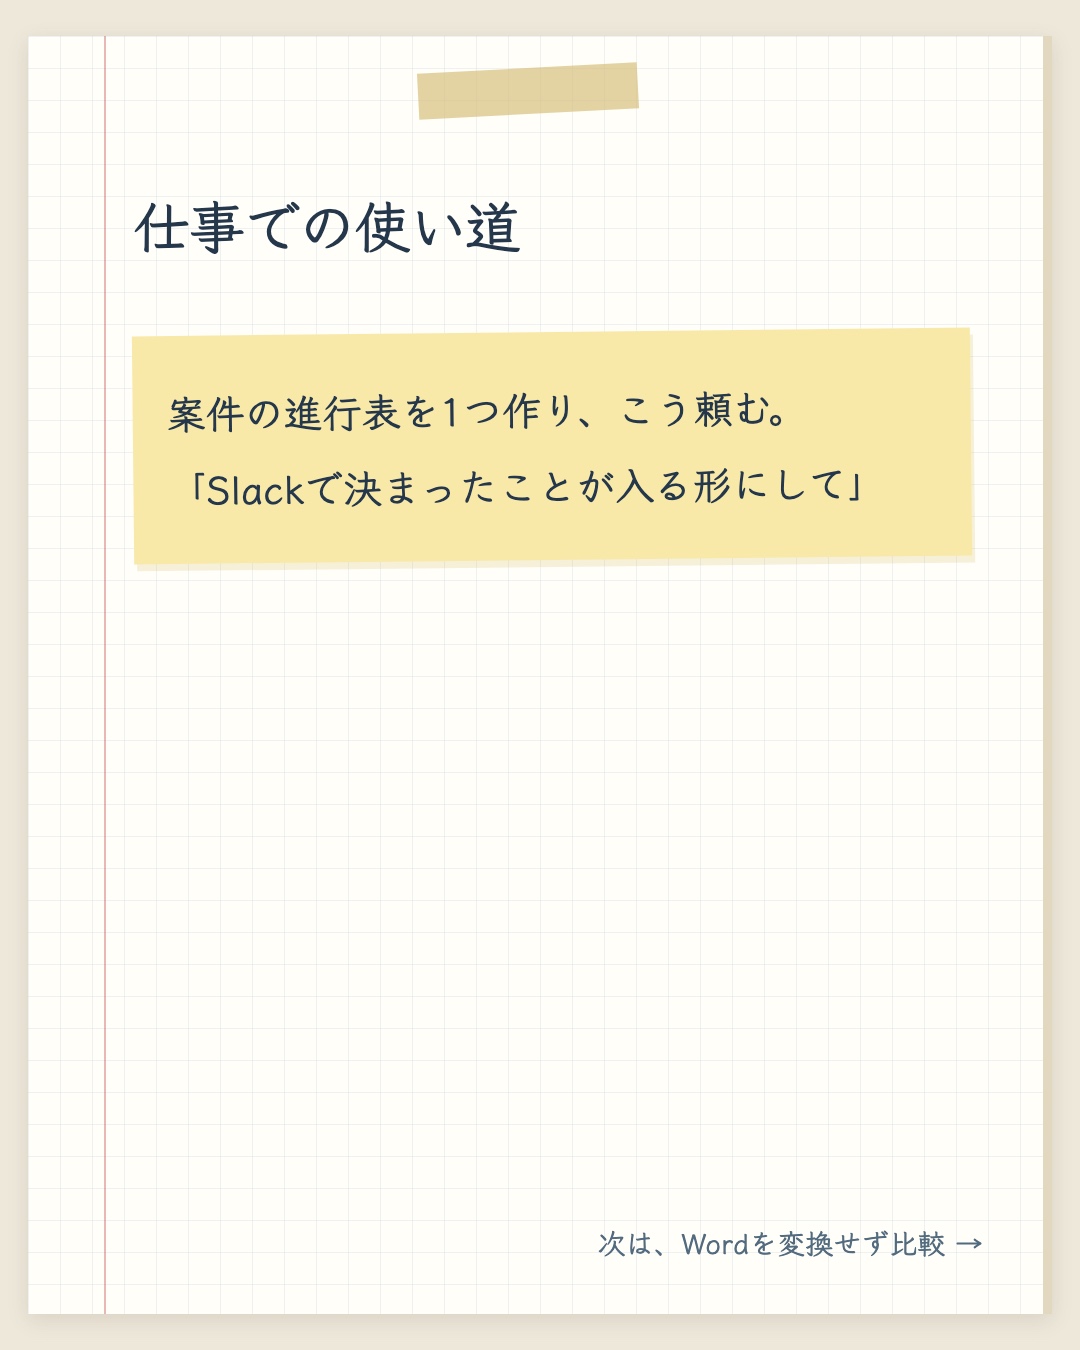 仕事での使い道
案件の進行表を1つ作り、こう頼む。
「Slackで決まったことが入る形にして」
次は、Wordを変換せず比較 →